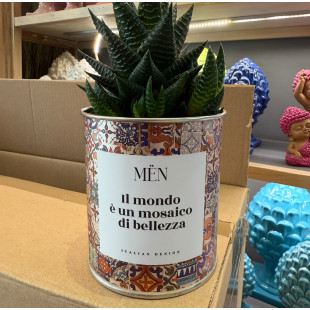 MËN
Il mondo
è un mosaico
di bellezza
ITALIAN DESIGN